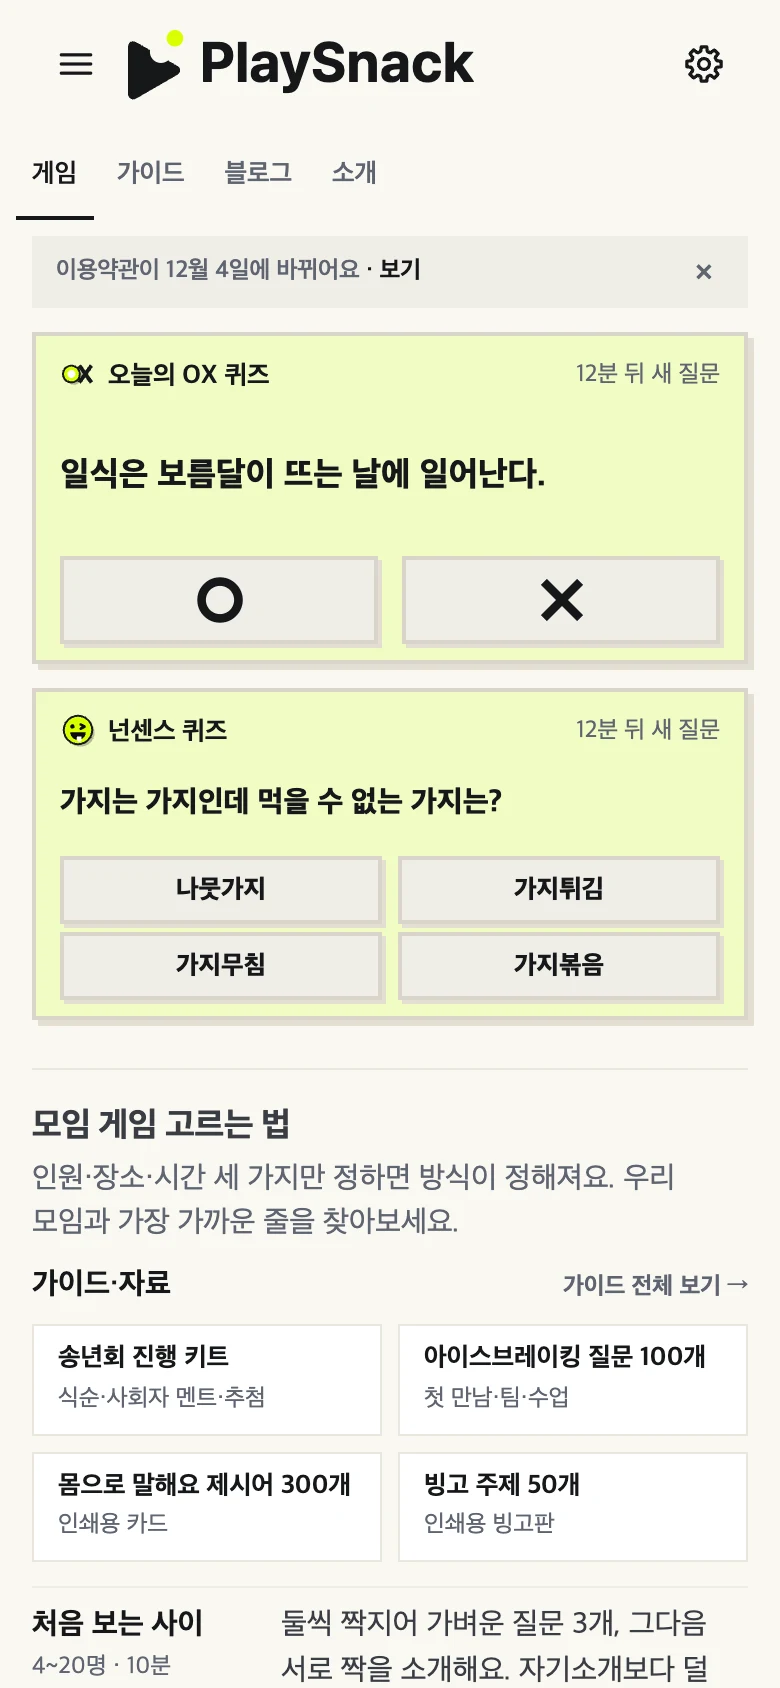 PlaySnack
게임 가이드 블로그 소개
이용약관이 12월 4일에 바뀌어요 · 보기 ×
OX 오늘의 OX 퀴즈 12분 뒤 새 질문
일식은 보름달이 뜨는 날에 일어난다.
O X
넌센스 퀴즈 12분 뒤 새 질문
가지는 가지인데 먹을 수 없는 가지는?
나뭇가지 가지튀김
가지무침 가지볶음
모임 게임 고르는 법
인원·장소·시간 세 가지만 정하면 방식이 정해져요. 우리
모임과 가장 가까운 줄을 찾아보세요.
가이드·자료 가이드 전체 보기 →
송년회 진행 키트
식순·사회자 멘트·추첨
아이스브레이킹 질문 100개
첫 만남·팀·수업
몸으로 말해요 제시어 300개
인쇄용 카드
빙고 주제 50개
인쇄용 빙고판
처음 보는 사이
4~20명 · 10분
둘씩 짝지어 가벼운 질문 3개, 그다음
서로 짝을 소개해요. 자기소개보다 덜